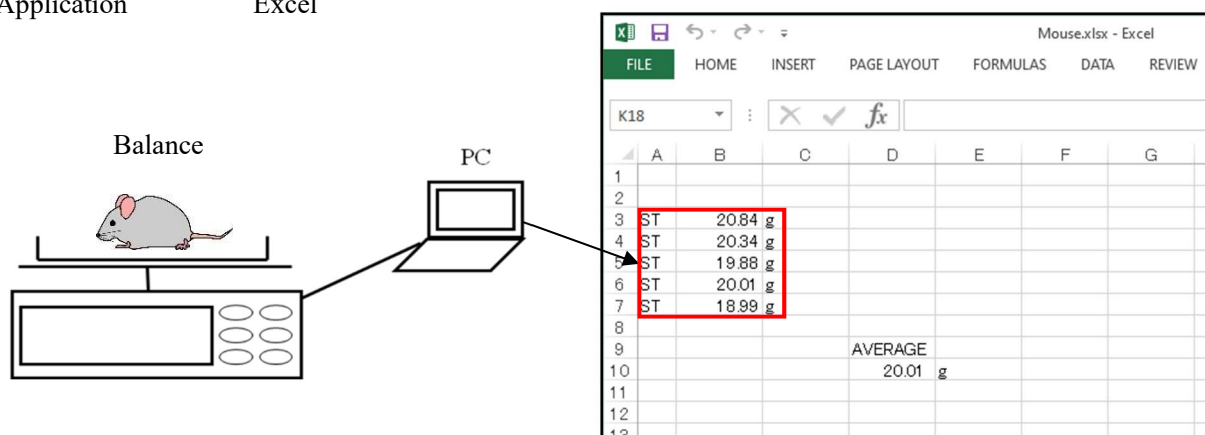 Application Excel
Balance
PC
Mouse.xlsx - Excel
FILE HOME INSERT PAGE LAYOUT FORMULAS DATA REVIEW
K18 fx
A B C D E F G
1
2
3 ST 20.84 g
4 ST 20.34 g
5 ST 19.88 g
6 ST 20.01 g
7 ST 18.99 g
8
9 AVERAGE
10 20.01 g
11
12
13